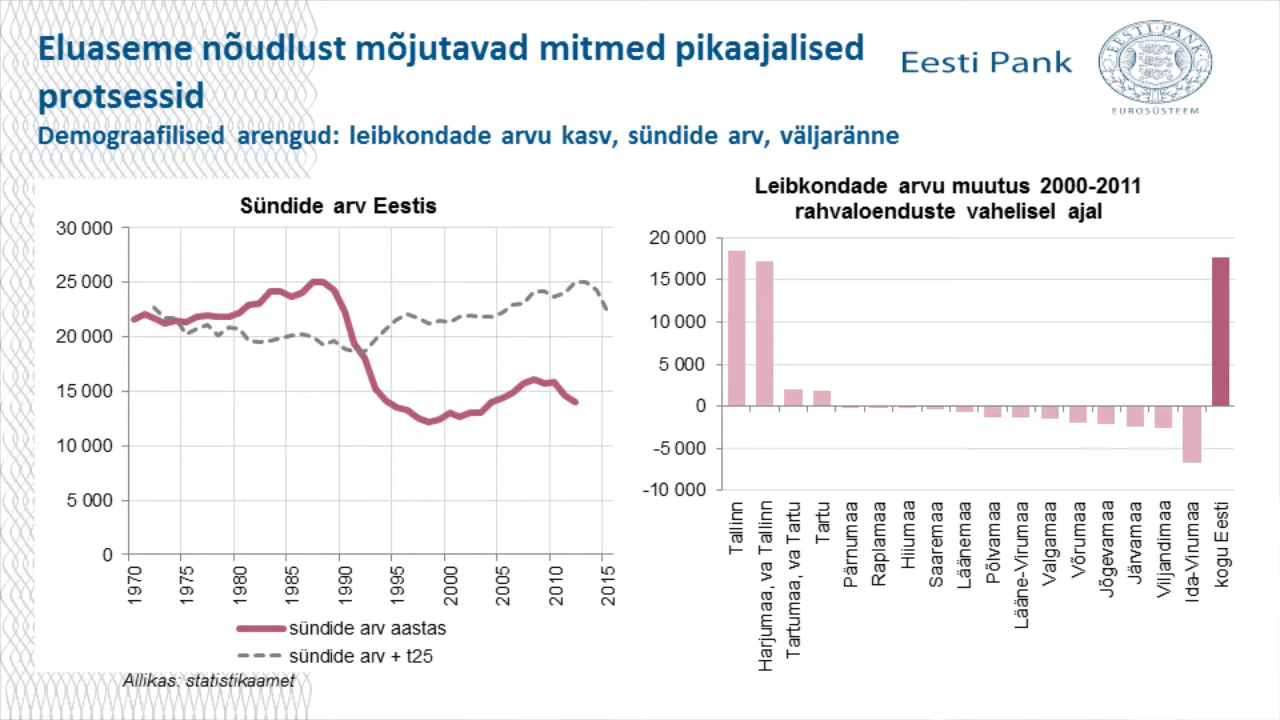 Eluaseme nõudlust mõjutavad mitmed pikaajalised
protsessid
Demograafilised arengud: leibkondade arvu kasv, sündide arv, väljaränne
Eesti Pank
EESTI PANK
EUROSÜSTEEM
Sündide arv Eestis
30 000
25 000
20 000
15 000
10 000
5 000
0
1970
1975
1980
1985
1990
1995
2000
2005
2010
2015
sündide arv aastas
sündide arv + t25
Allikas: statistikaamet
Leibkondade arvu muutus 2000-2011
rahvaloenduste vahelisel ajal
20 000
15 000
10 000
5 000
0
-5 000
-10 000
Tallinn
Harjumaa, va Tallinn
Tartumaa, va Tartu
Tartu
Pärnumaa
Raplamaa
Hiiumaa
Saaremaa
Läänemaa
Põlvamaa
Lääne-Virumaa
Valgamaa
Võrumaa
Jõgevamaa
Järvamaa
Viljandimaa
Ida-Virumaa
kogu Eesti